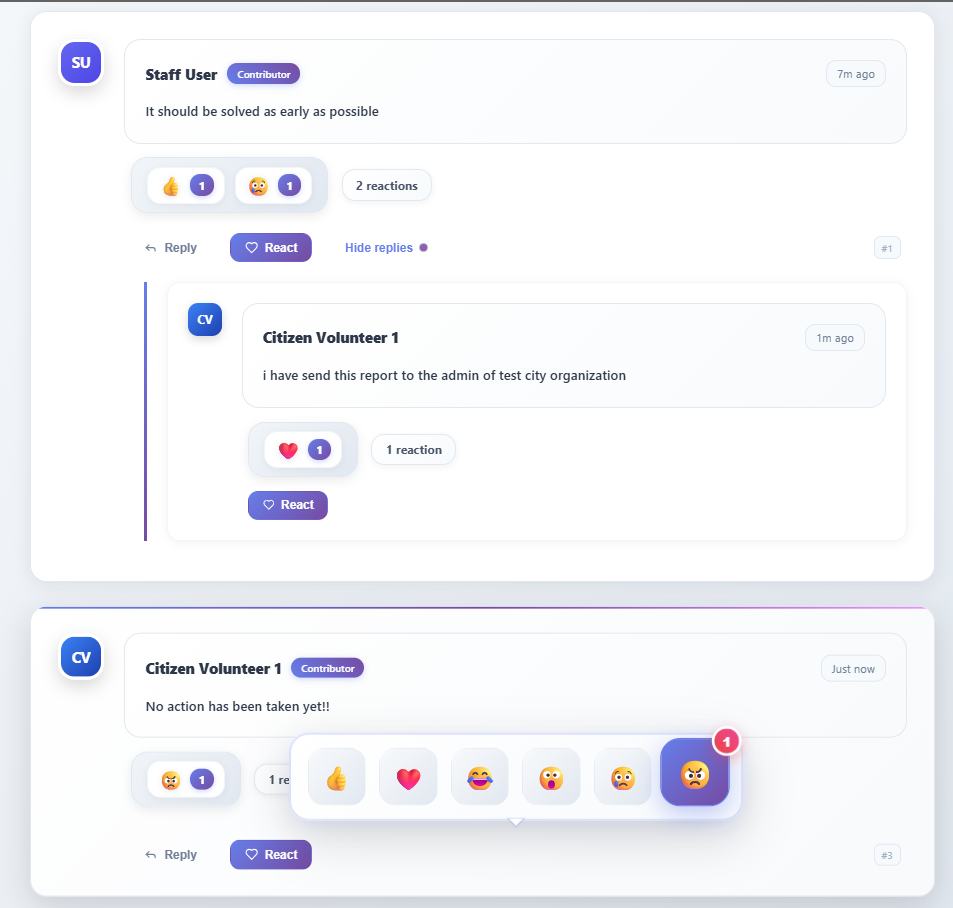 SU
Staff User Contributor 7m ago
It should be solved as early as possible
👍 1 😢 1 2 reactions
Reply React Hide replies #1
CV
Citizen Volunteer 1 1m ago
i have send this report to the admin of test city organization
❤️ 1 1 reaction
React
CV
Citizen Volunteer 1 Contributor Just now
No action has been taken yet!!
1
😡 1 1 re
👍 ❤️ 😂 😮 😢 😡
Reply React #3